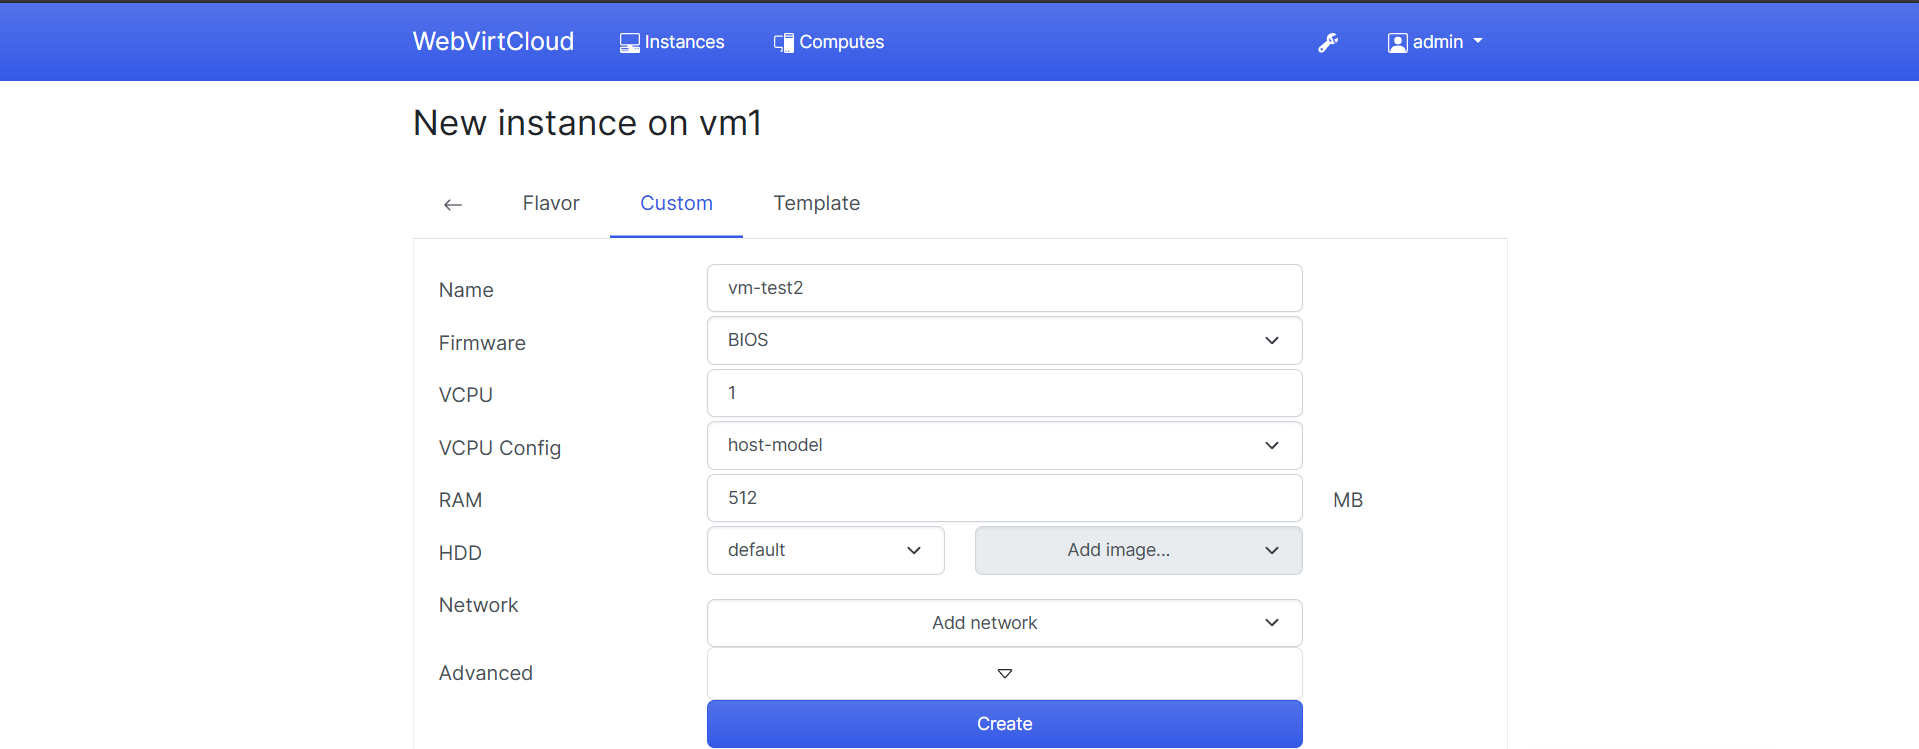 WebVirtCloud Instances Computes admin
New instance on vm1
Flavor Custom Template
Name vm-test2
Firmware BIOS
VCPU 1
VCPU Config host-model
RAM 512 MB
HDD default Add image...
Network Add network
Advanced
Create